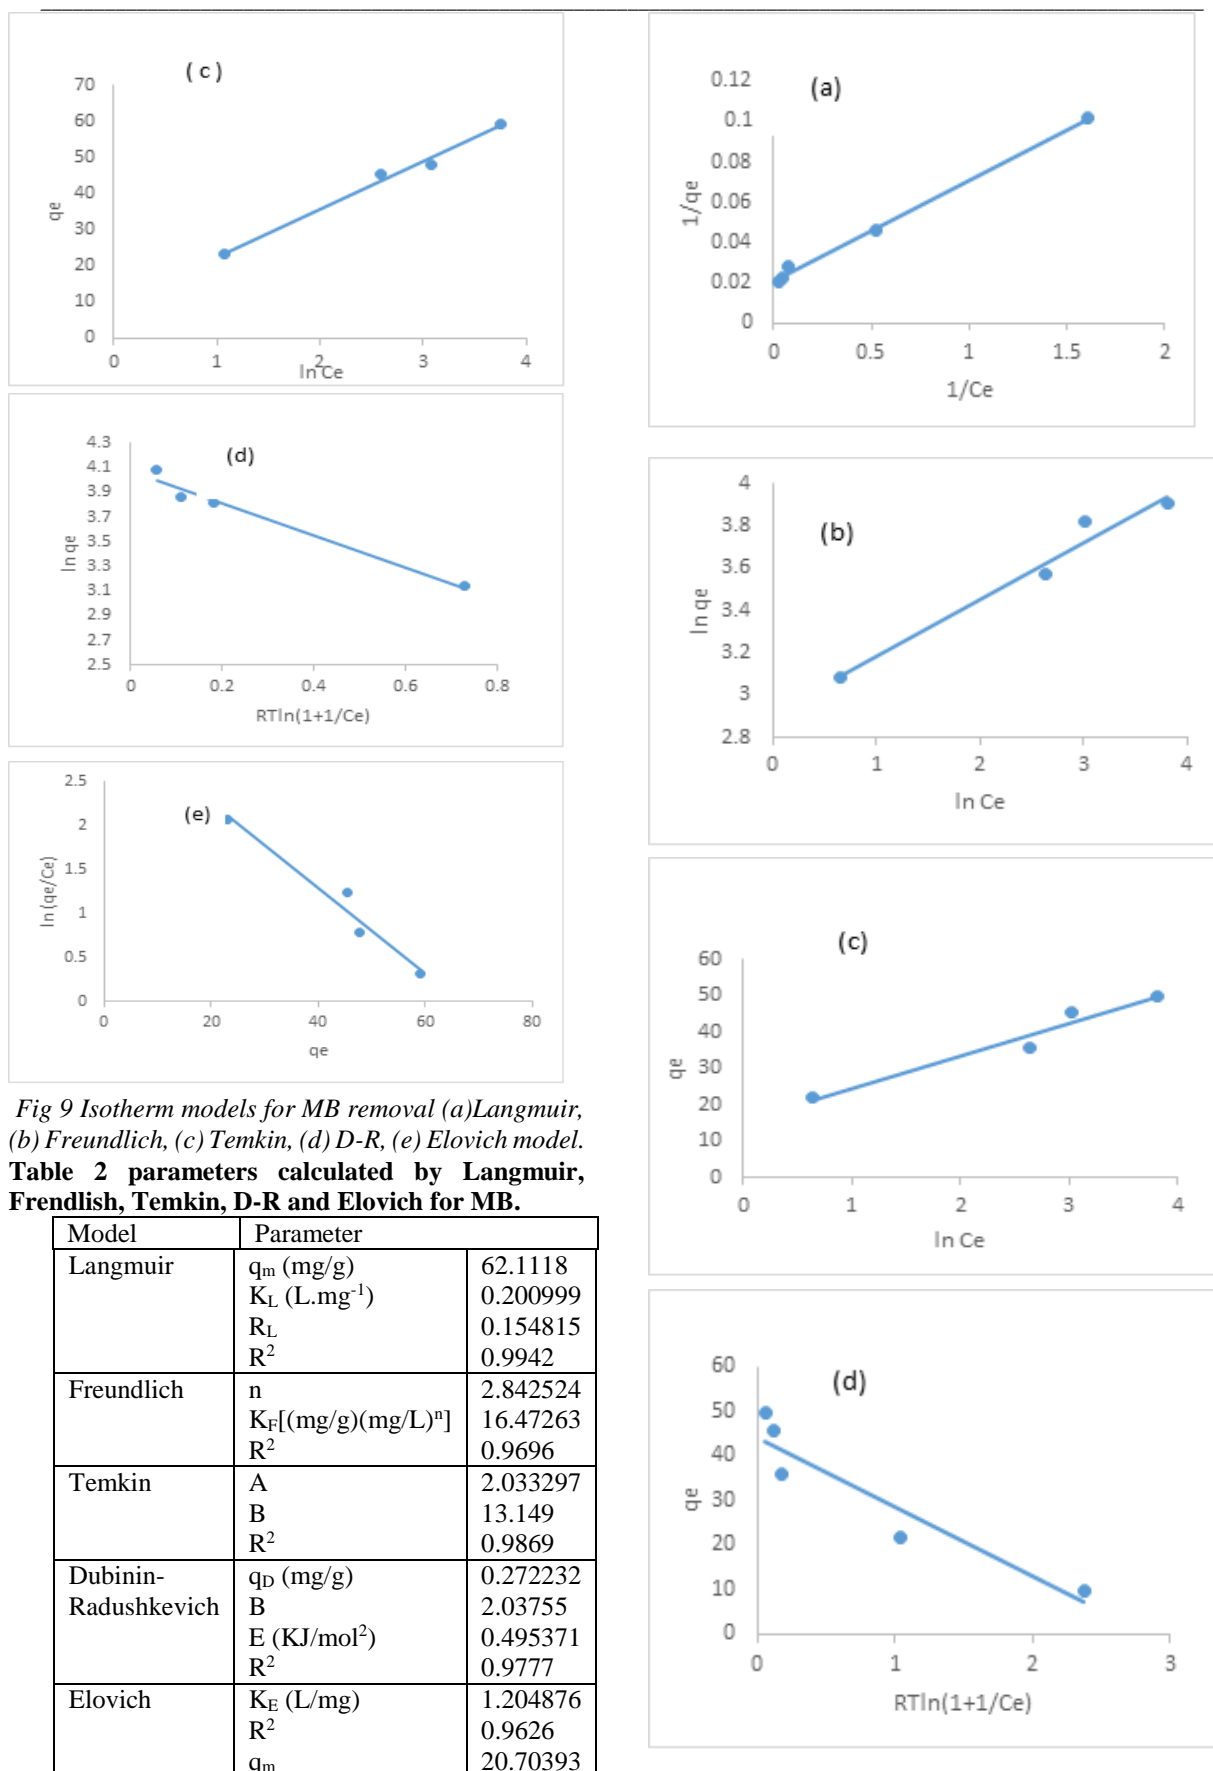 ( c )
70
60
50
40
30
20
10
0
qe
0 1 2 3 4
ln Ce
(d)
4.3
4.1
3.9
3.7
3.5
3.3
3.1
2.9
2.7
2.5
ln qe
0 0.2 0.4 0.6 0.8
RTln(1+1/Ce)
(e)
2.5
2
1.5
1
0.5
0
ln (qe/Ce)
0 20 40 60 80
qe
Fig 9 Isotherm models for MB removal (a)Langmuir,
(b) Freundlich, (c) Temkin, (d) D-R, (e) Elovich model.
Table 2 parameters calculated by Langmuir,
Frendlish, Temkin, D-R and Elovich for MB.
Model Parameter
Langmuir qm (mg/g) 62.1118
KL (L.mg-1) 0.200999
RL 0.154815
R2 0.9942
Freundlich n 2.842524
KF[(mg/g)(mg/L)n] 16.47263
R2 0.9696
Temkin A 2.033297
B 13.149
R2 0.9869
Dubinin- qD (mg/g) 0.272232
Radushkevich B 2.03755
E (KJ/mol2) 0.495371
R2 0.9777
Elovich KE (L/mg) 1.204876
R2 0.9626
qm 20.70393
(a)
0.12
0.1
0.08
0.06
0.04
0.02
0
1/qe
0 0.5 1 1.5 2
1/Ce
(b)
4
3.8
3.6
3.4
3.2
3
2.8
ln qe
0 1 2 3 4
ln Ce
(c)
60
50
40
30
20
10
0
qe
0 1 2 3 4
ln Ce
(d)
60
50
40
30
20
10
0
qe
0 1 2 3
RTln(1+1/Ce)